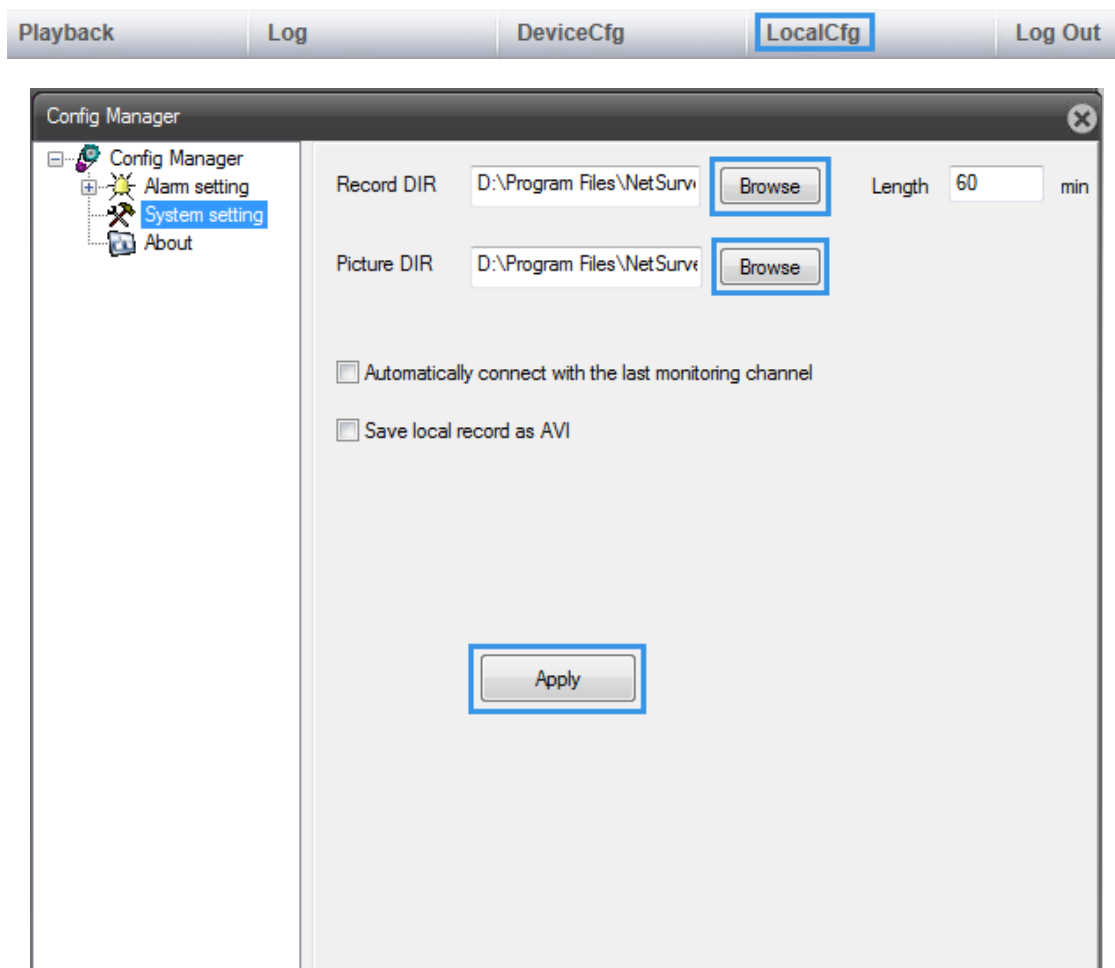 Playback Log DeviceCfg LocalCfg Log Out
Config Manager
Config Manager
Alarm setting
System setting
About
Record DIR D:\Program Files\NetSurv Browse Length 60 min
Picture DIR D:\Program Files\NetSurve Browse
Automatically connect with the last monitoring channel
Save local record as AVI
Apply